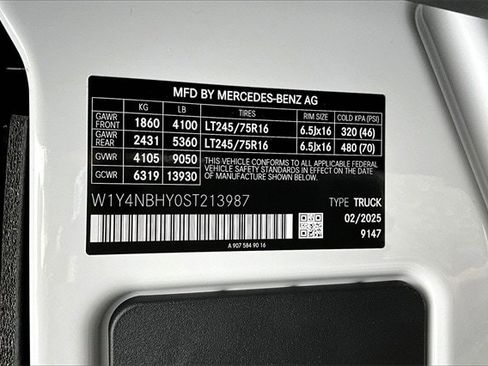 MFD BY MERCEDES-BENZ AG
KG LB RIM SIZE COLD KPA (PSI)
GAWR FRONT 1860 4100 LT245/75R16 6.5Jx16 320 (46)
GAWR REAR 2431 5360 LT245/75R16 6.5Jx16 480 (70)
GVWR 4105 9050 THIS VEHICLE CONFORMS TO ALL APPLICABLE FEDERAL
GCWR 6319 13930 MOTOR VEHICLE SAFETY STANDARDS IN EFFECT ON THE DATE
OF MANUFACTURE SHOWN ABOVE.
W1Y4NBHY0ST213987 TYPE TRUCK
02/2025
9147
A 907 584 90 16